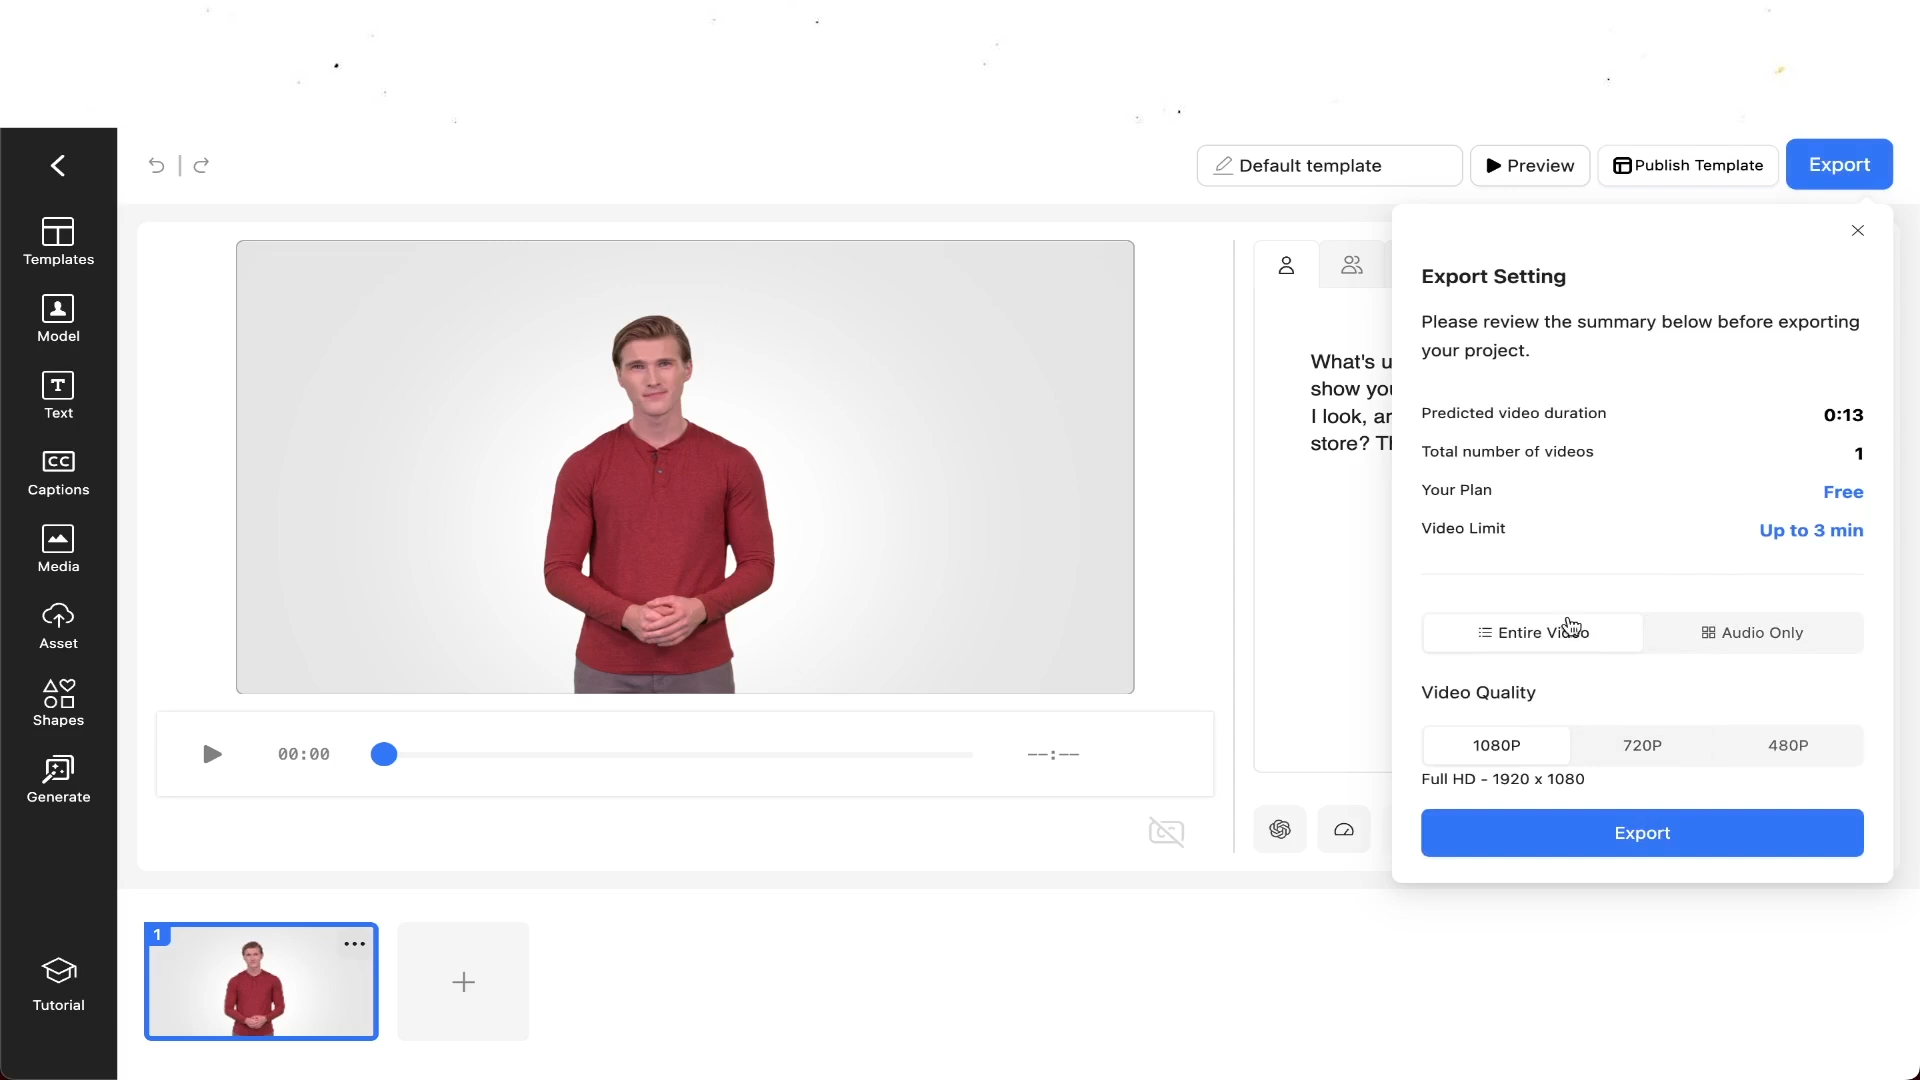 Default template
Preview
Publish Template
Export
Templates
Model
Text
CC
Captions
Media
Asset
Shapes
Generate
Tutorial
What's u
show you
I look, ar
store? Th
Export Setting
Please review the summary below before exporting
your project.
Predicted video duration 0:13
Total number of videos 1
Your Plan Free
Video Limit Up to 3 min
Entire Video Audio Only
Video Quality
1080P 720P 480P
Full HD - 1920 x 1080
Export
00:00 --:--
1